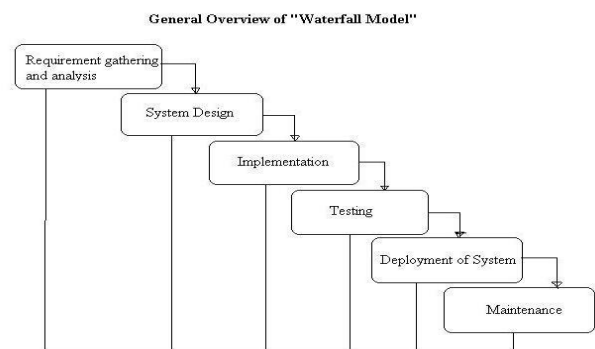 General Overview of "Waterfall Model"
Requirement gathering
and analysis
System Design
Implementation
Testing
Deployment of System
Maintenance